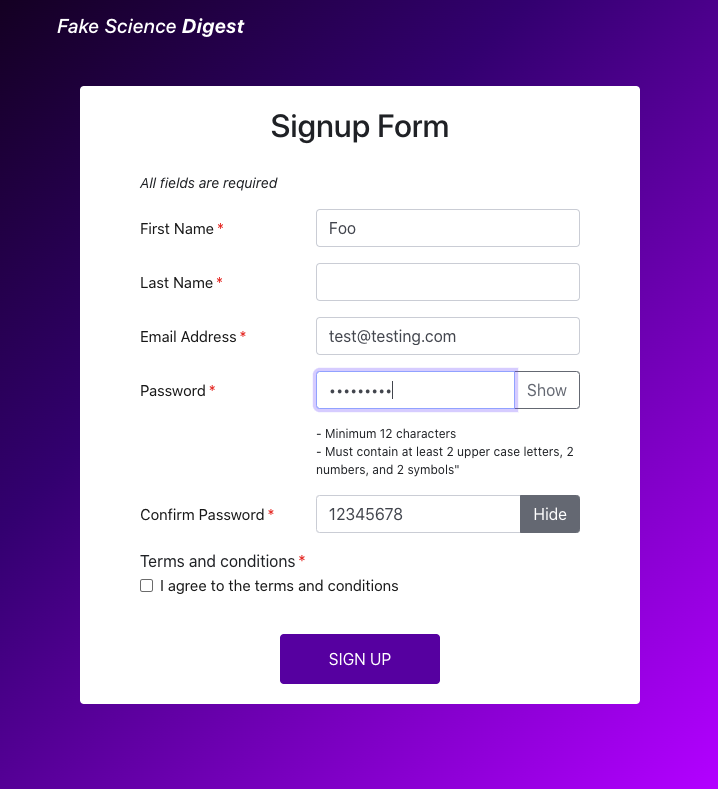 Fake Science Digest
Signup Form
All fields are required
First Name *
Foo
Last Name *
Email Address *
test@testing.com
Password *
•••••••••
Show
- Minimum 12 characters
- Must contain at least 2 upper case letters, 2
numbers, and 2 symbols"
Confirm Password *
12345678
Hide
Terms and conditions *
I agree to the terms and conditions
SIGN UP